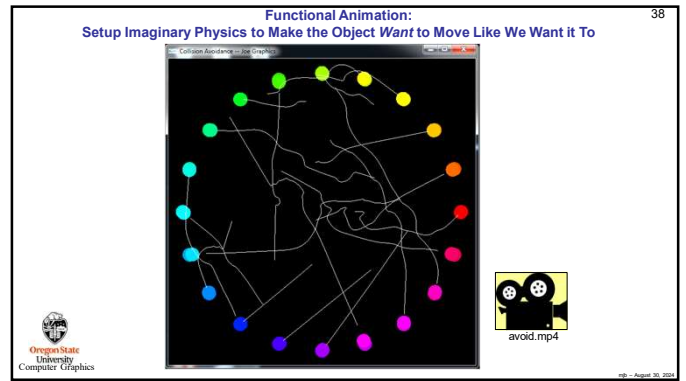 Functional Animation:
38
Setup Imaginary Physics to Make the Object Want to Move Like We Want it To
Collision Avoidance -- Joe Graphics
avoid.mp4
Oregon State
University
Computer Graphics
mjb – August 30, 2024